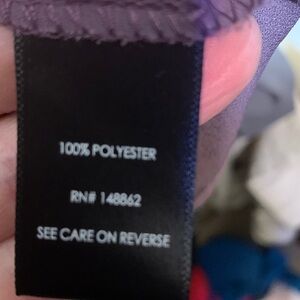 100% POLYESTER
RN# 148862
SEE CARE ON REVERSE